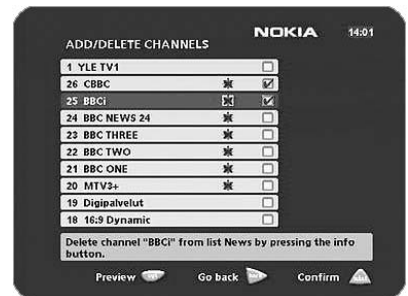 NOKIA 14:01
ADD/DELETE CHANNELS
1 YLE TV1
26 CBBC
25 BBCi
24 BBC NEWS 24
23 BBC THREE
22 BBC TWO
21 BBC ONE
20 MTV3+
19 Digipalvelut
18 16:9 Dynamic
Delete channel "BBCi" from list News by pressing the info
button.
Preview Go back Confirm